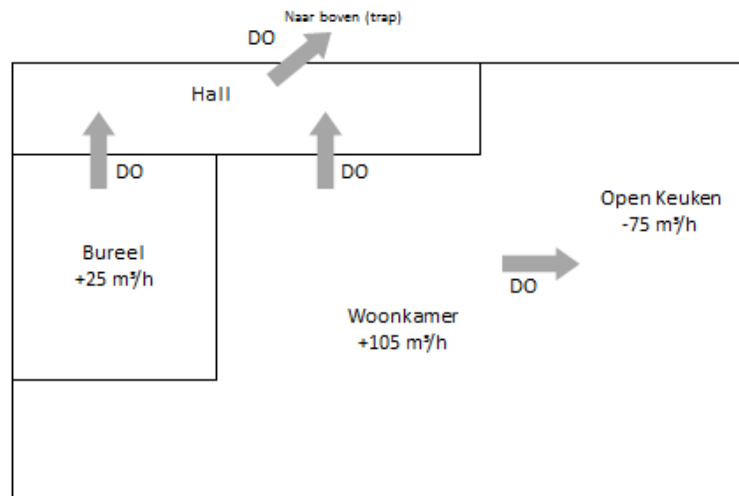 Naar boven (trap)
DO
Hall
DO
DO
Open Keuken
-75 m³/h
Bureel
+25 m³/h
DO
Woonkamer
+105 m³/h